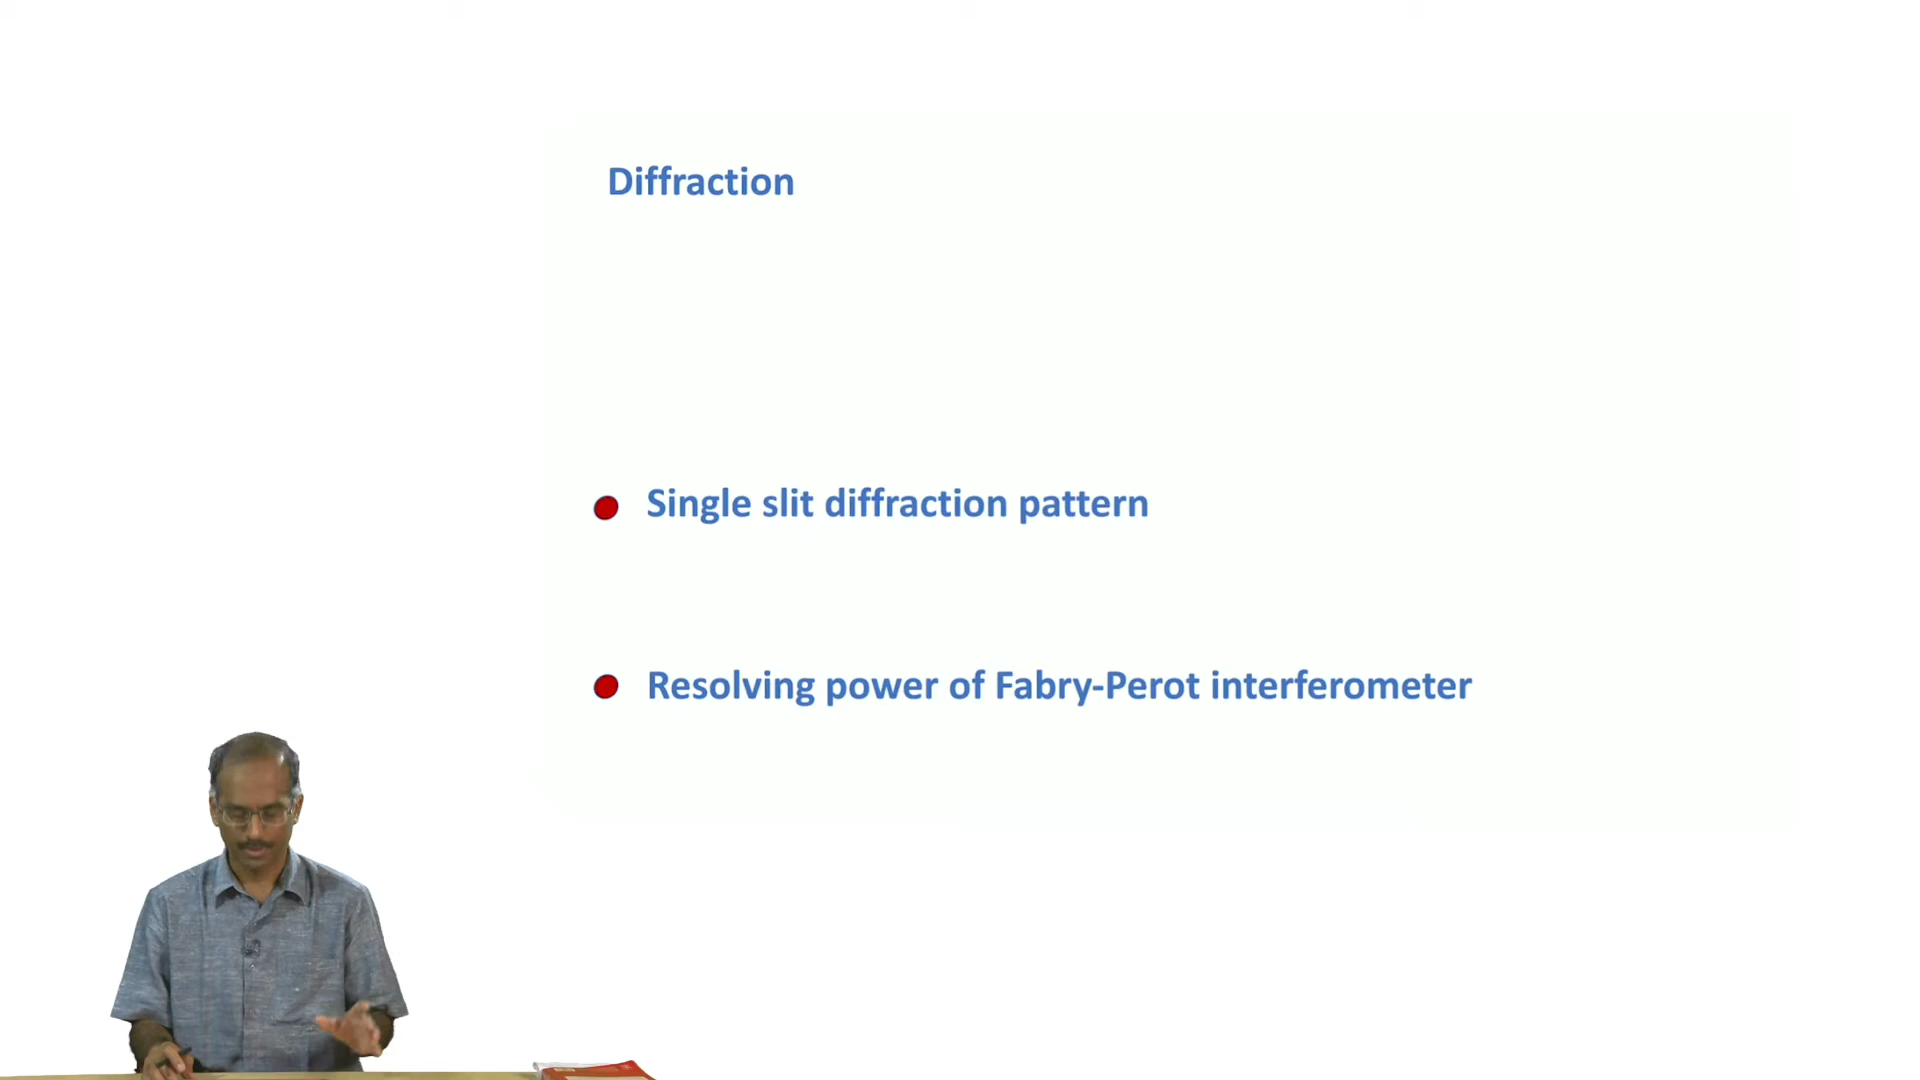 Diffraction
Single slit diffraction pattern
Resolving power of Fabry-Perot interferometer